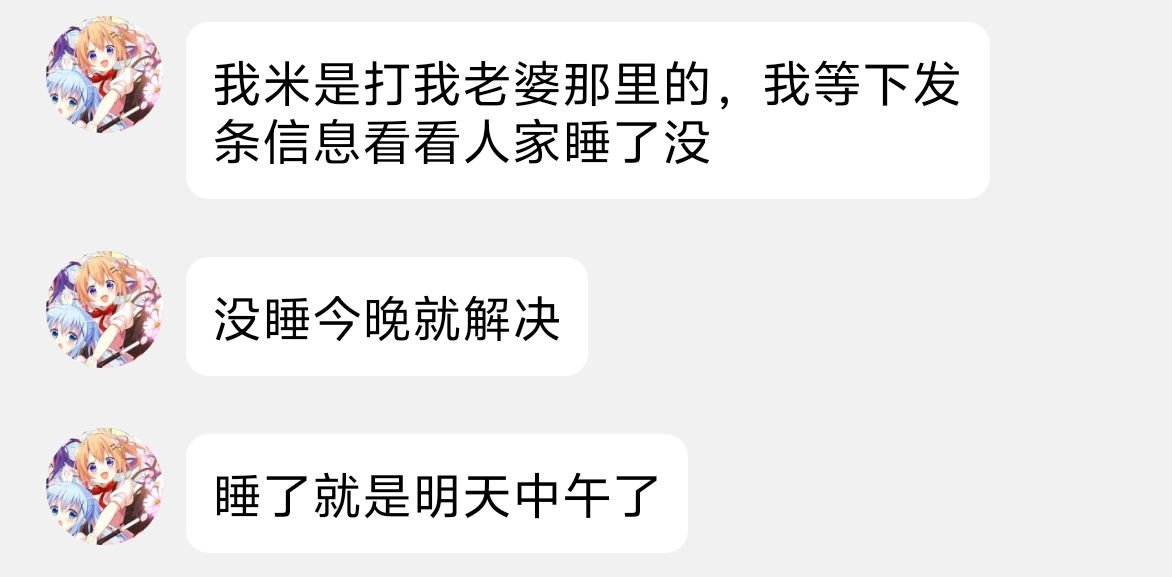 我米是打我老婆那里的，我等下发
条信息看看人家睡了没
没睡今晚就解决
睡了就是明天中午了